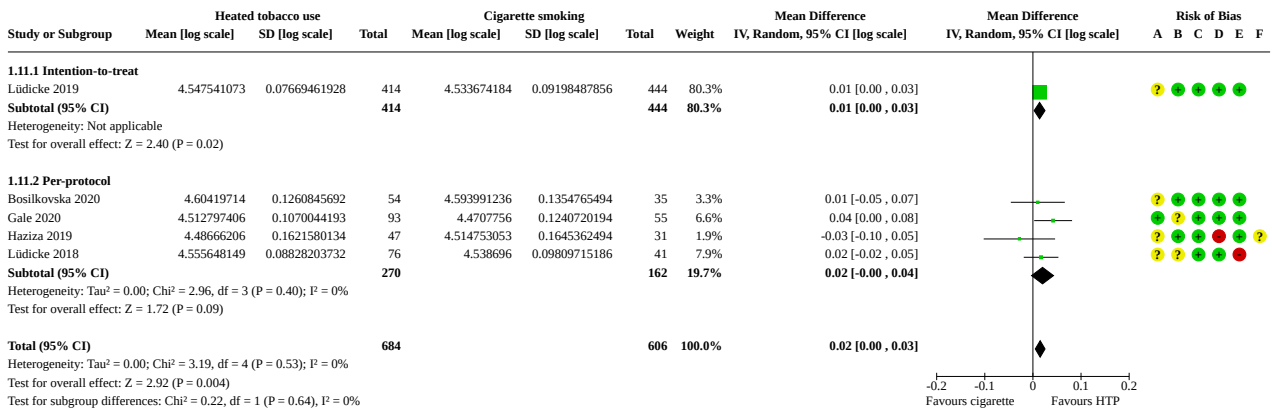 Heated tobacco use Cigarette smoking Mean Difference Mean Difference Risk of Bias
Study or Subgroup Mean [log scale] SD [log scale] Total Mean [log scale] SD [log scale] Total Weight IV, Random, 95% CI [log scale] IV, Random, 95% CI [log scale] A B C D E F
1.11.1 Intention-to-treat
Lüdicke 2019 4.547541073 0.07669461928 414 4.533674184 0.09198487856 444 80.3% 0.01 [0.00 , 0.03] ? + + + +
Subtotal (95% CI) 414 444 80.3% 0.01 [0.00 , 0.03]
Heterogeneity: Not applicable
Test for overall effect: Z = 2.40 (P = 0.02)
1.11.2 Per-protocol
Bosilkovska 2020 4.60419714 0.1260845692 54 4.593991236 0.1354765494 35 3.3% 0.01 [-0.05 , 0.07] ? + + + +
Gale 2020 4.512797406 0.1070044193 93 4.4707756 0.1240720194 55 6.6% 0.04 [0.00 , 0.08] + ? + + +
Haziza 2019 4.48666206 0.1621580134 47 4.514753053 0.1645362494 31 1.9% -0.03 [-0.10 , 0.05] ? + + - + ?
Lüdicke 2018 4.555648149 0.08828203732 76 4.538696 0.09809715186 41 7.9% 0.02 [-0.02 , 0.05] ? ? + + -
Subtotal (95% CI) 270 162 19.7% 0.02 [-0.00 , 0.04]
Heterogeneity: Tau² = 0.00; Chi² = 2.96, df = 3 (P = 0.40); I² = 0%
Test for overall effect: Z = 1.72 (P = 0.09)
Total (95% CI) 684 606 100.0% 0.02 [0.00 , 0.03]
Heterogeneity: Tau² = 0.00; Chi² = 3.19, df = 4 (P = 0.53); I² = 0%
Test for overall effect: Z = 2.92 (P = 0.004) -0.2 -0.1 0 0.1 0.2
Test for subgroup differences: Chi² = 0.22, df = 1 (P = 0.64), I² = 0% Favours cigarette Favours HTP